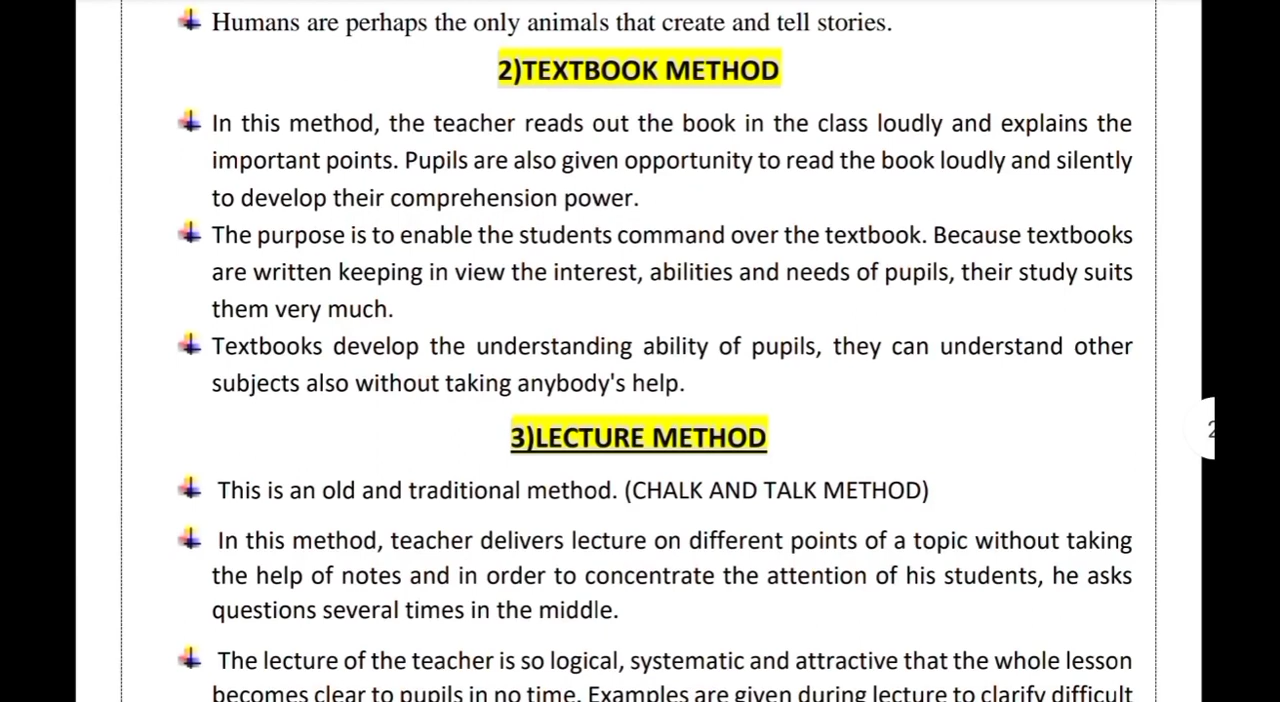 Humans are perhaps the only animals that create and tell stories.
2)TEXTBOOK METHOD
In this method, the teacher reads out the book in the class loudly and explains the
important points. Pupils are also given opportunity to read the book loudly and silently
to develop their comprehension power.
The purpose is to enable the students command over the textbook. Because textbooks
are written keeping in view the interest, abilities and needs of pupils, their study suits
them very much.
Textbooks develop the understanding ability of pupils, they can understand other
subjects also without taking anybody's help.
3)LECTURE METHOD
This is an old and traditional method. (CHALK AND TALK METHOD)
In this method, teacher delivers lecture on different points of a topic without taking
the help of notes and in order to concentrate the attention of his students, he asks
questions several times in the middle.
The lecture of the teacher is so logical, systematic and attractive that the whole lesson
becomes clear to pupils in no time. Examples are given during lecture to clarify difficult